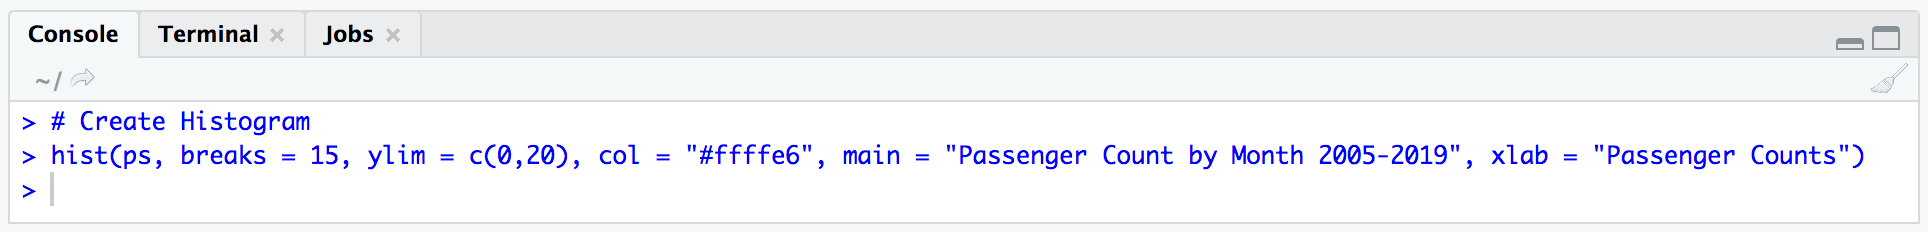 Console Terminal Jobs
~/
> # Create Histogram
> hist(ps, breaks = 15, ylim = c(0,20), col = "#ffffe6", main = "Passenger Count by Month 2005-2019", xlab = "Passenger Counts")
>